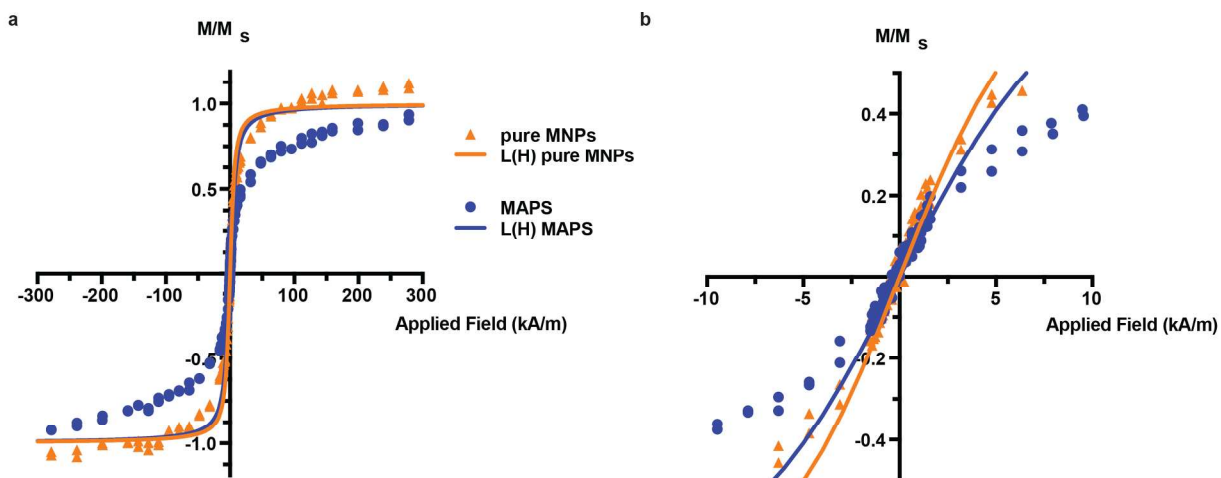 a
M/M s
1.0
0.5
-300
-100
100
200
300
Applied Field (kA/m)
-0.5
-1.0
pure MNPs
L(H) pure MNPs
MAPS
L(H) MAPS
b
M/M s
0.4
0.2
-10
-5
5
10
Applied Field (kA/m)
-0.2
-0.4